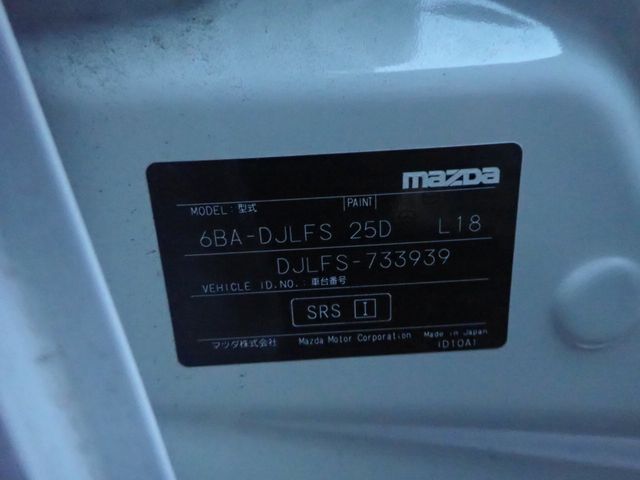 mazda
MODEL：型式 PAINT
6BA-DJLFS 25D L18
DJLFS-733939
VEHICLE ID.NO.：車台番号
SRS I
マツダ株式会社 Mazda Motor Corporation Made in Japan
ID10A1